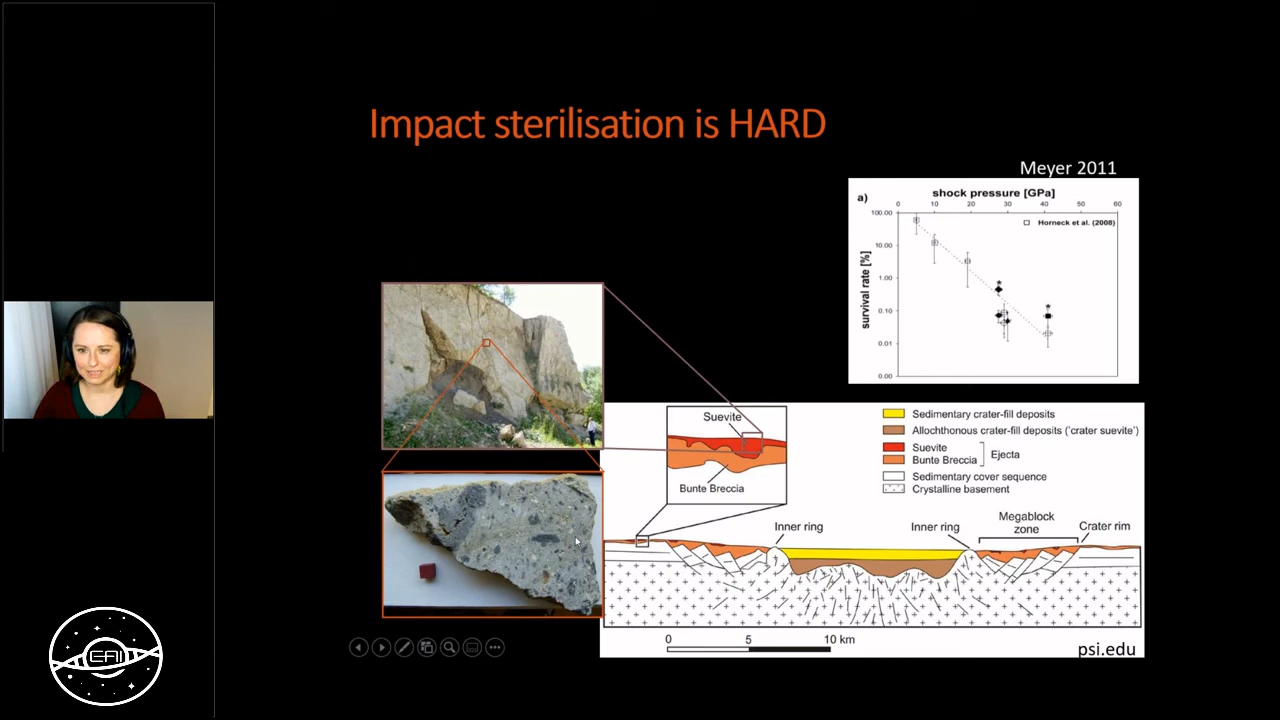 Impact sterilisation is HARD
Meyer 2011
a)
shock pressure [GPa]
0 10 20 30 40 50 60
Horneck et al. (2008)
survival rate [%]
100.00
10.00
1.00
0.10
0.01
0.00
Suevite
Bunte Breccia
Sedimentary crater-fill deposits
Allochthonous crater-fill deposits ('crater suevite')
Suevite
Bunte Breccia
Ejecta
Sedimentary cover sequence
Crystalline basement
Inner ring
Inner ring
Megablock
zone
Crater rim
0 5 10 km
psi.edu
EAI